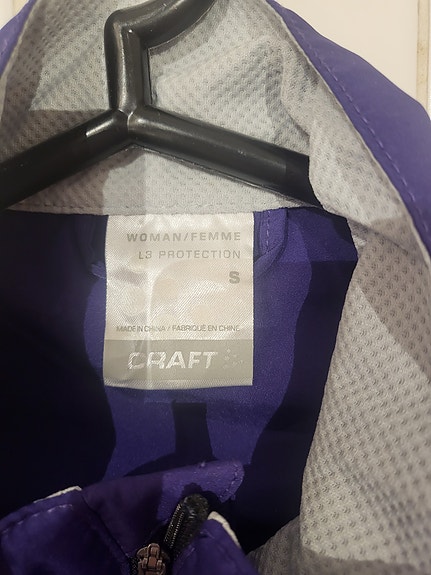 WOMAN/FEMME
L3 PROTECTION
S
MADE IN CHINA / FABRIQUÉ EN CHINE
CRAFT